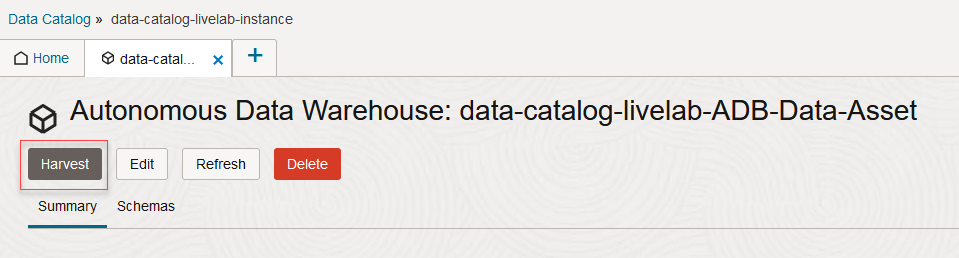 Data Catalog » data-catalog-livelab-instance
Home data-catal... × +
Autonomous Data Warehouse: data-catalog-livelab-ADB-Data-Asset
Harvest Edit Refresh Delete
Summary Schemas